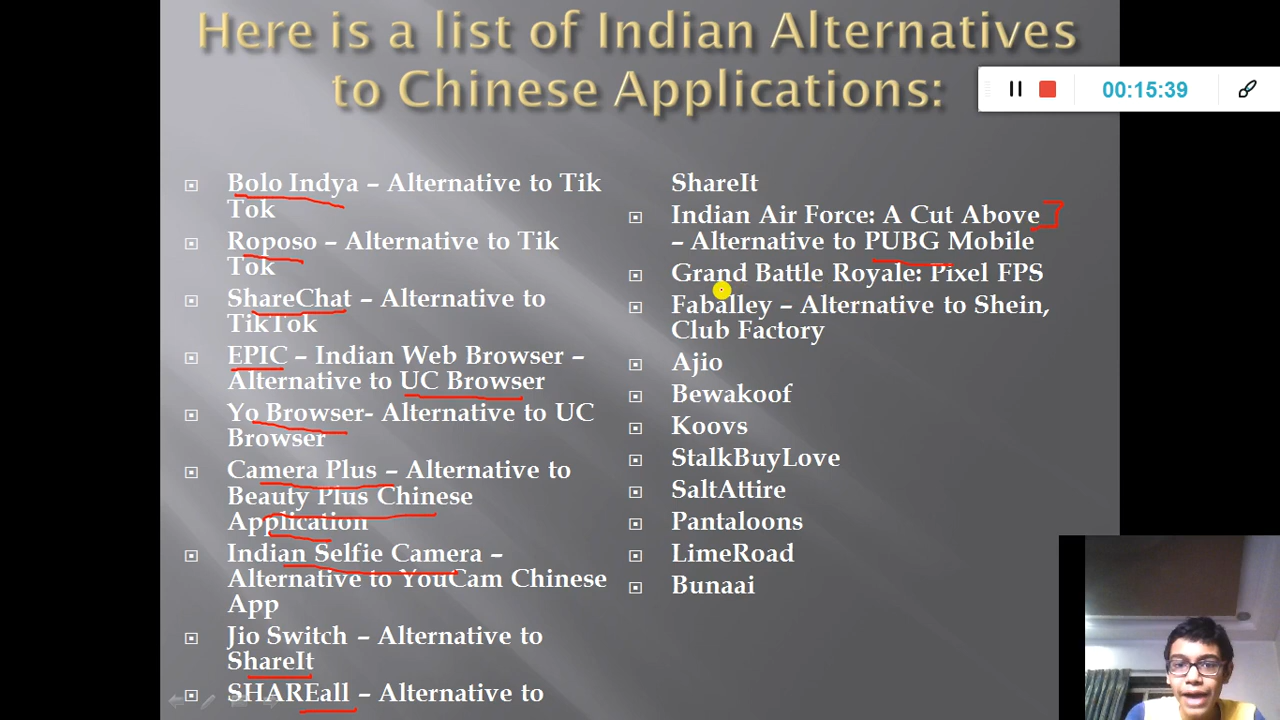 Here is a list of Indian Alternatives
to Chinese Applications:
00:15:39
Bolo Indya – Alternative to Tik
Tok
Roposo – Alternative to Tik
Tok
ShareChat – Alternative to
TikTok
EPIC – Indian Web Browser –
Alternative to UC Browser
Yo Browser- Alternative to UC
Browser
Camera Plus – Alternative to
Beauty Plus Chinese
Application
Indian Selfie Camera –
Alternative to YouCam Chinese
App
Jio Switch – Alternative to
ShareIt
SHAREall – Alternative to
ShareIt
Indian Air Force: A Cut Above
– Alternative to PUBG Mobile
Grand Battle Royale: Pixel FPS
Faballey – Alternative to Shein,
Club Factory
Ajio
Bewakoof
Koovs
StalkBuyLove
SaltAttire
Pantaloons
LimeRoad
Bunaai